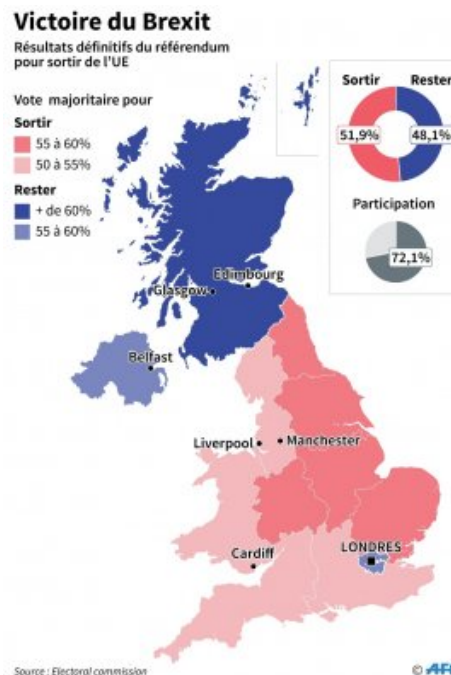 Victoire du Brexit
Résultats définitifs du référendum
pour sortir de l'UE
Vote majoritaire pour
Sortir
55 à 60%
50 à 55%
Rester
+ de 60%
55 à 60%
Sortir
Rester
51,9%
48,1%
Participation
72,1%
Edimbourg
Glasgow
Belfast
Liverpool
Manchester
Cardiff
LONDRES
Source : Electoral commission
© AFP